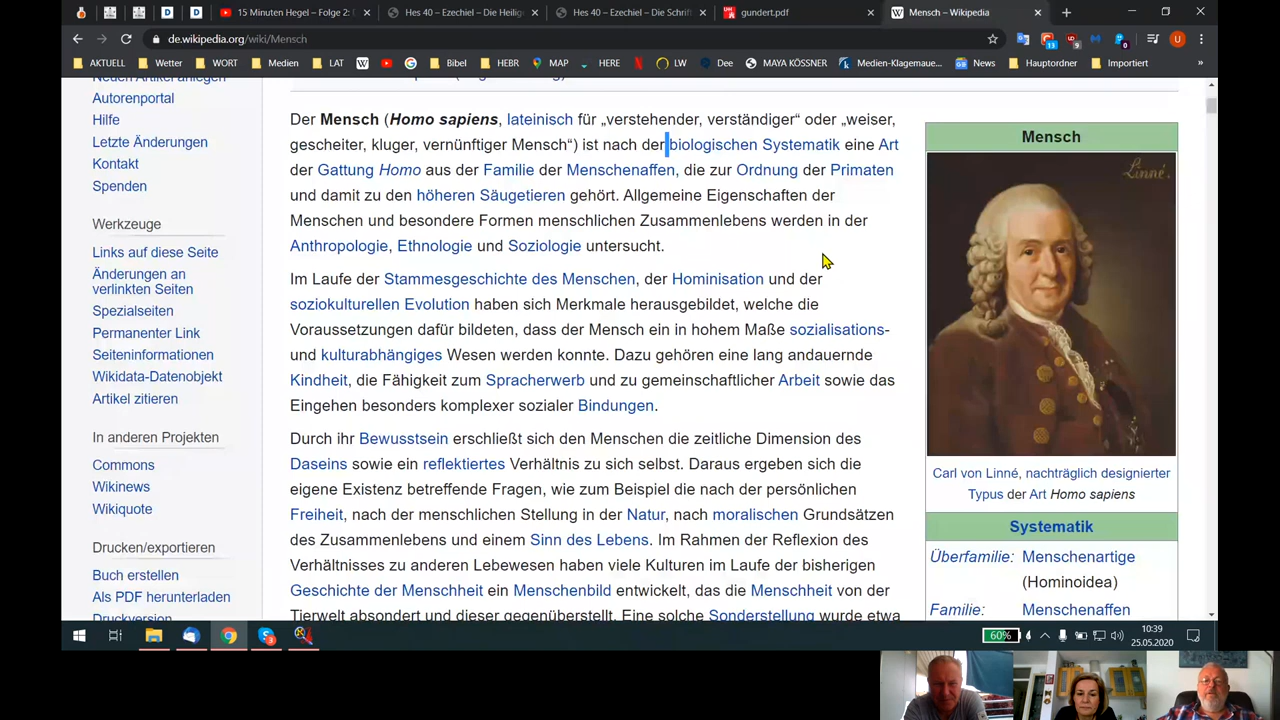 15 Minuten Hegel – Folge 2:
Hes 40 – Ezechiel – Die Heilig
Hes 40 – Ezechiel – Die Schrift
gundert.pdf
Mensch – Wikipedia
de.wikipedia.org/wiki/Mensch
AKTUELL
Wetter
WORT
Medien
LAT
Bibel
HEBR
MAP
HERE
LW
Dee
MAYA KÖSSNER
Medien-Klagemaue...
News
Hauptordner
Importiert
»
Neuen Artikel anlegen
Autorenportal
Hilfe
Letzte Änderungen
Kontakt
Spenden
Werkzeuge
Links auf diese Seite
Änderungen an
verlinkten Seiten
Spezialseiten
Permanenter Link
Seiteninformationen
Wikidata-Datenobjekt
Artikel zitieren
In anderen Projekten
Commons
Wikinews
Wikiquote
Drucken/exportieren
Buch erstellen
Als PDF herunterladen
Druckversion
Der Mensch (Homo sapiens, lateinisch für „verstehender, verständiger“ oder „weiser,
gescheiter, kluger, vernünftiger Mensch“) ist nach der biologischen Systematik eine Art
der Gattung Homo aus der Familie der Menschenaffen, die zur Ordnung der Primaten
und damit zu den höheren Säugetieren gehört. Allgemeine Eigenschaften der
Menschen und besondere Formen menschlichen Zusammenlebens werden in der
Anthropologie, Ethnologie und Soziologie untersucht.
Im Laufe der Stammesgeschichte des Menschen, der Hominisation und der
soziokulturellen Evolution haben sich Merkmale herausgebildet, welche die
Voraussetzungen dafür bildeten, dass der Mensch ein in hohem Maße sozialisations-
und kulturabhängiges Wesen werden konnte. Dazu gehören eine lang andauernde
Kindheit, die Fähigkeit zum Spracherwerb und zu gemeinschaftlicher Arbeit sowie das
Eingehen besonders komplexer sozialer Bindungen.
Durch ihr Bewusstsein erschließt sich den Menschen die zeitliche Dimension des
Daseins sowie ein reflektiertes Verhältnis zu sich selbst. Daraus ergeben sich die
eigene Existenz betreffende Fragen, wie zum Beispiel die nach der persönlichen
Freiheit, nach der menschlichen Stellung in der Natur, nach moralischen Grundsätzen
des Zusammenlebens und einem Sinn des Lebens. Im Rahmen der Reflexion des
Verhältnisses zu anderen Lebewesen haben viele Kulturen im Laufe der bisherigen
Geschichte der Menschheit ein Menschenbild entwickelt, das die Menschheit von der
Tierwelt absondert und dieser gegenüberstellt. Eine solche Sonderstellung wurde etwa
Mensch
Linné.
Carl von Linné, nachträglich designierter
Typus der Art Homo sapiens
Systematik
Überfamilie: Menschenartige
(Hominoidea)
Familie: Menschenaffen
60%
10:39
25.05.2020